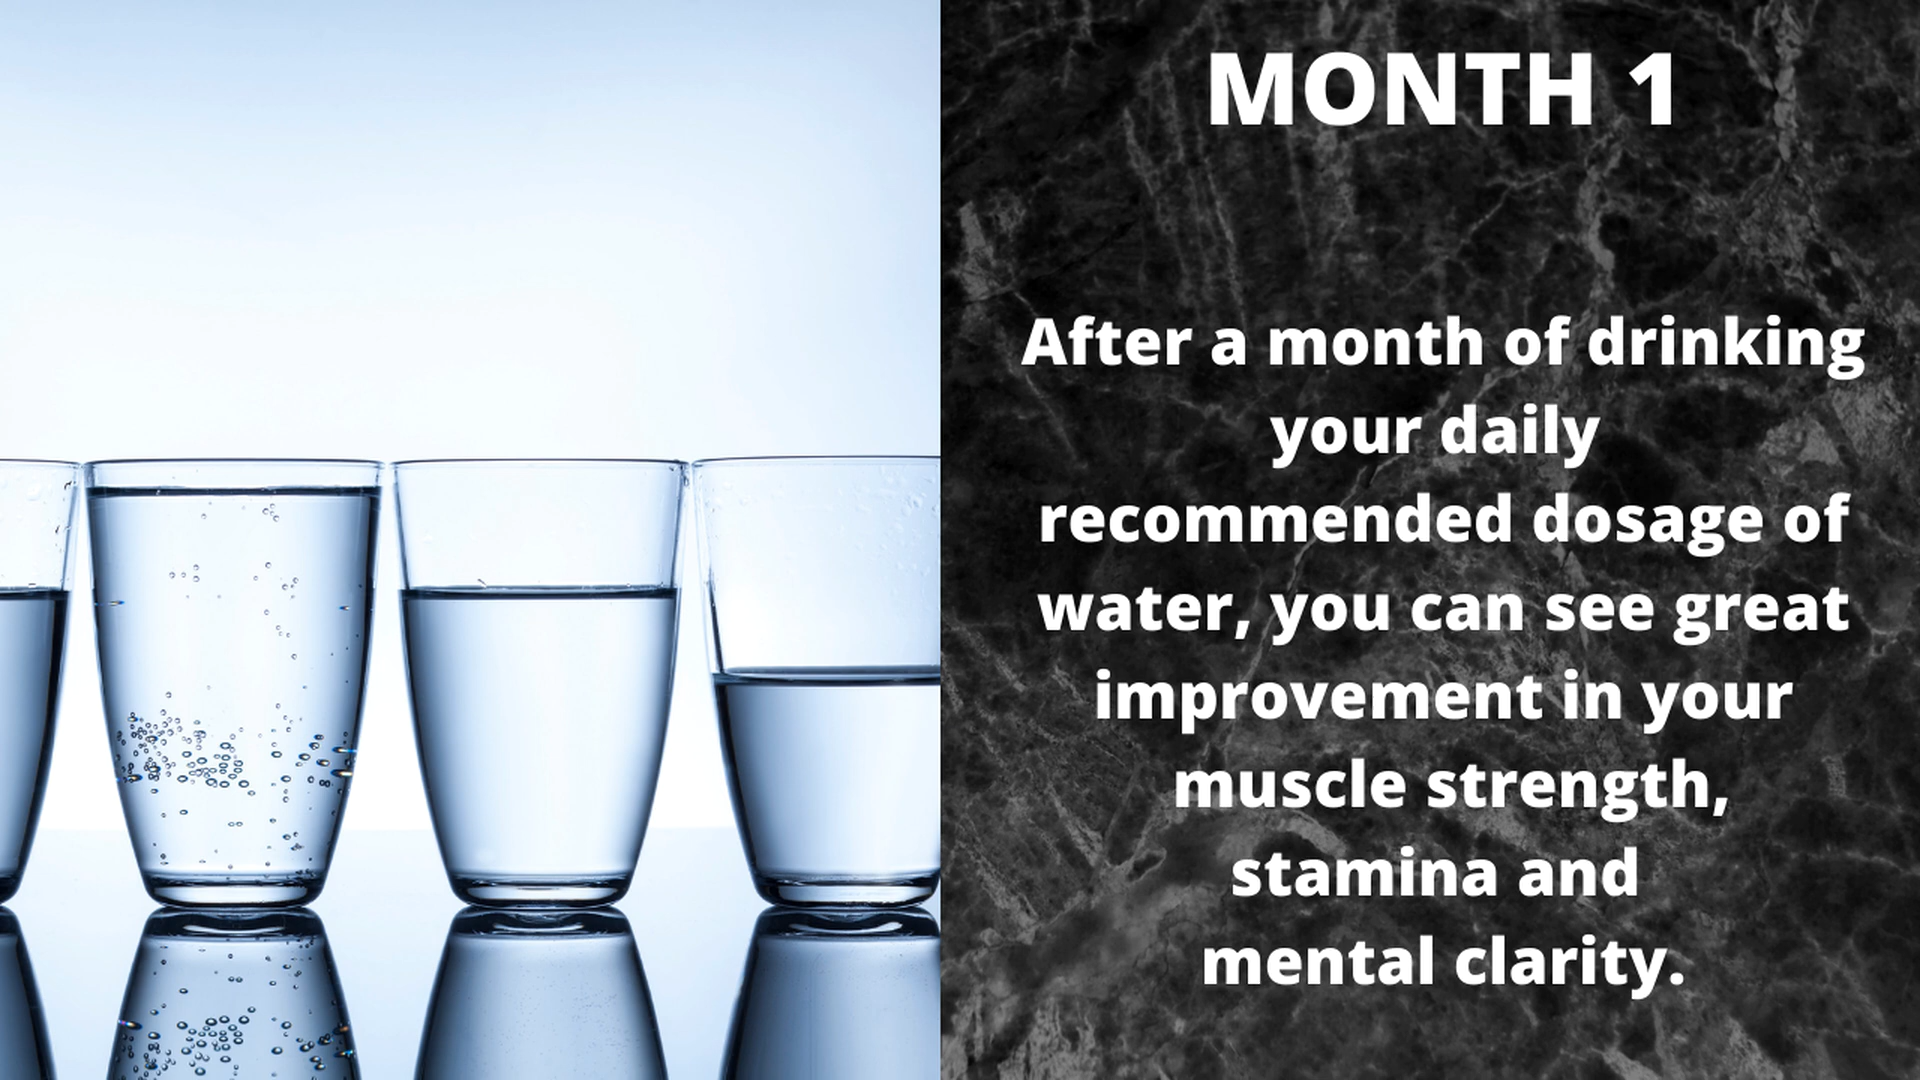 MONTH 1
After a month of drinking
your daily
recommended dosage of
water, you can see great
improvement in your
muscle strength,
stamina and
mental clarity.